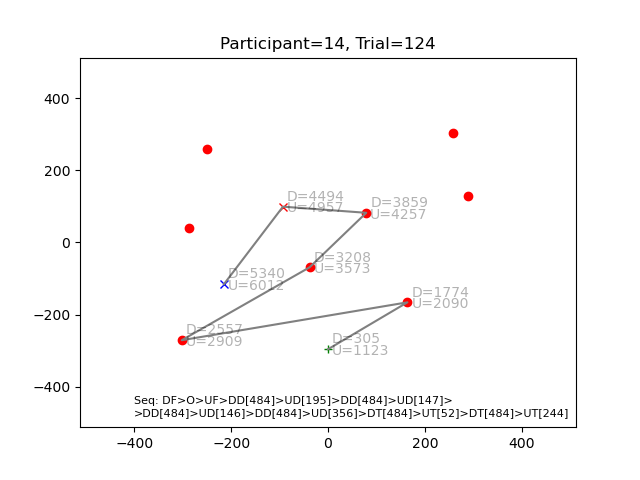 Participant=14, Trial=124
400
200
0
−200
−400
−400
−200
0
200
400
D=4494
U=4957
D=3859
U=4257
D=3208
U=3573
D=5340
U=6012
D=1774
U=2090
D=2557
U=2909
D=305
U=1123
Seq: DF>O>UF>DD[484]>UD[195]>DD[484]>UD[147]>
>DD[484]>UD[146]>DD[484]>UD[356]>DT[484]>UT[52]>DT[484]>UT[244]